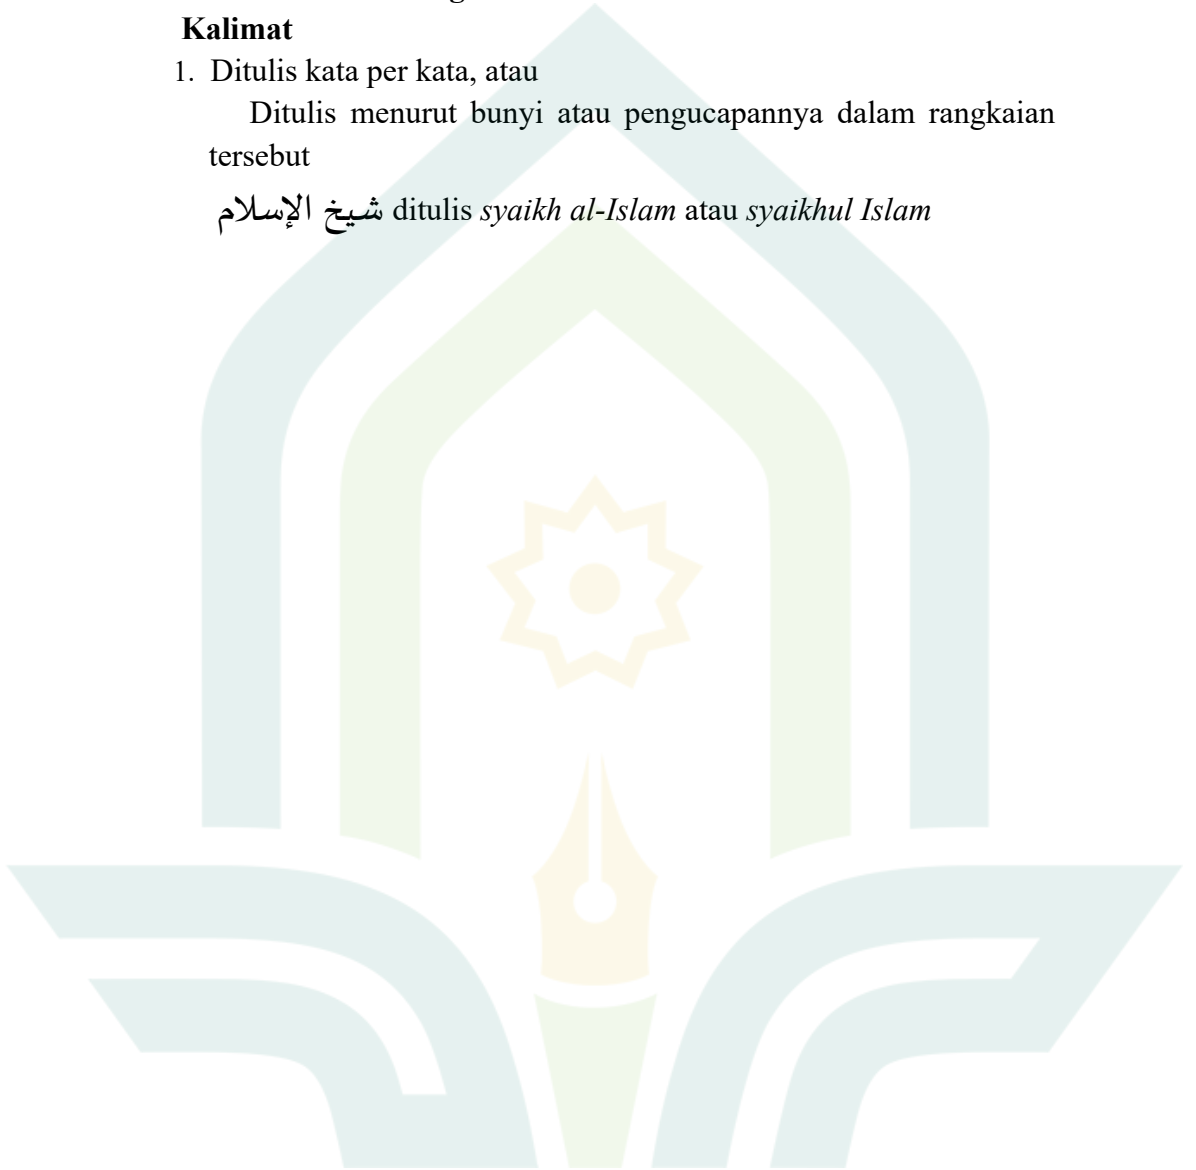 Kalimat
1. Ditulis kata per kata, atau
Ditulis menurut bunyi atau pengucapannya dalam rangkaian
tersebut
شيخ الإسلام ditulis syaikh al-Islam atau syaikhul Islam